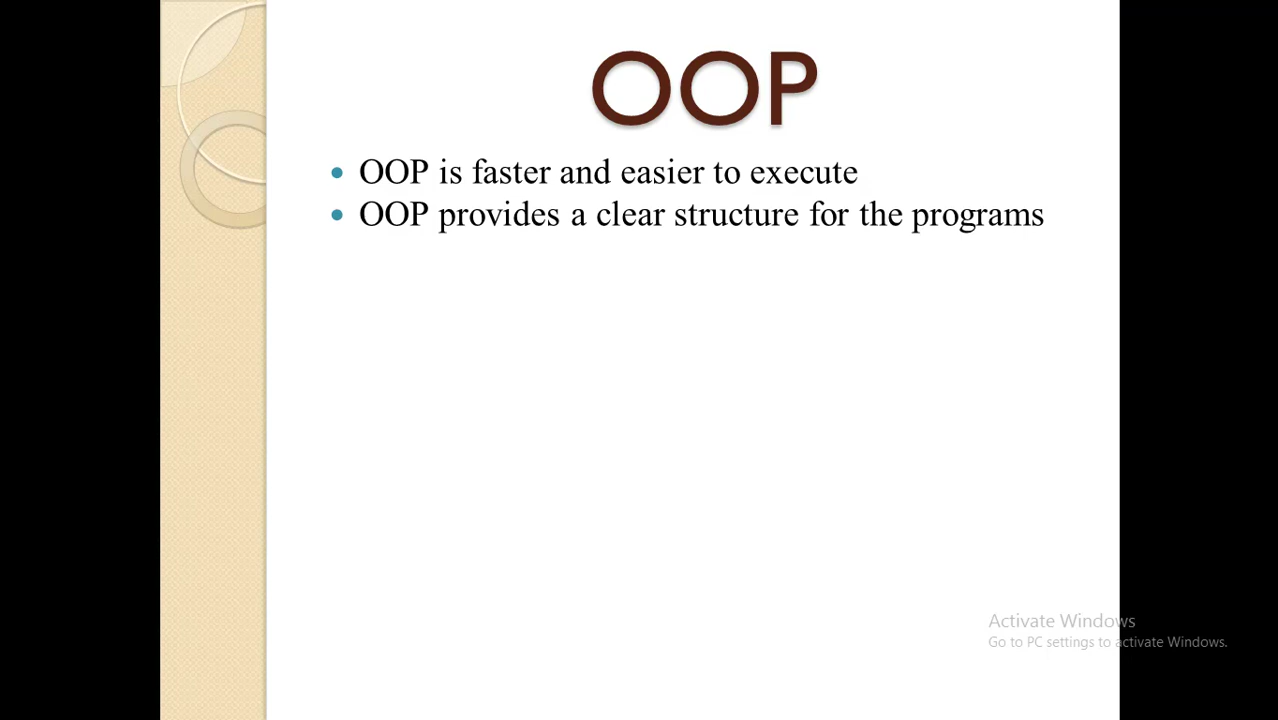 OOP
• OOP is faster and easier to execute
• OOP provides a clear structure for the programs
Activate Windows
Go to PC settings to activate Windows.